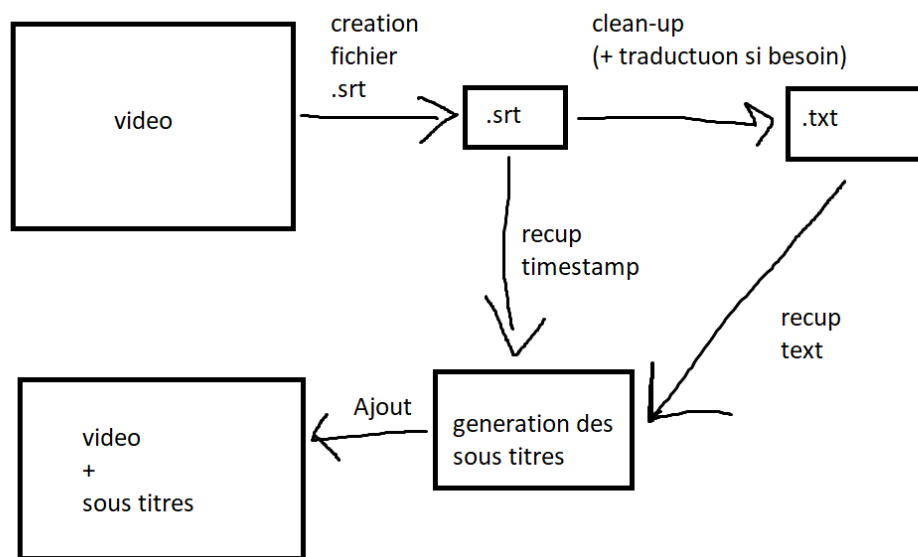 creation
fichier
.srt
clean-up
(+ traductuon si besoin)
video
.srt
.txt
recup
timestamp
recup
text
Ajout
generation des
sous titres
video
+
sous titres